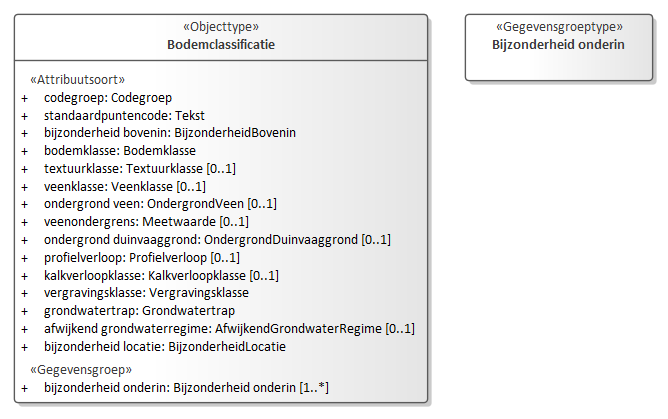 «Objecttype»
Bodemclassificatie
«Attribuutsoort»
+ codegroep: Codegroep
+ standaardpuntencode: Tekst
+ bijzonderheid bovenin: BijzonderheidBovenin
+ bodemklasse: Bodemklasse
+ textuurklasse: Textuurklasse [0..1]
+ veenklasse: Veenklasse [0..1]
+ ondergrond veen: OndergrondVeen [0..1]
+ veenondergrens: Meetwaarde [0..1]
+ ondergrond duinvaaggrond: OndergrondDuinvaaggrond [0..1]
+ profielverloop: Profielverloop [0..1]
+ kalkverloopklasse: Kalkverloopklasse [0..1]
+ vergravingsklasse: Vergravingsklasse
+ grondwatertrap: Grondwatertrap
+ afwijkend grondwaterregime: AfwijkendGrondwaterRegime [0..1]
+ bijzonderheid locatie: BijzonderheidLocatie
«Gegevensgroep»
+ bijzonderheid onderin: Bijzonderheid onderin [1..*]
«Gegevensgroeptype»
Bijzonderheid onderin